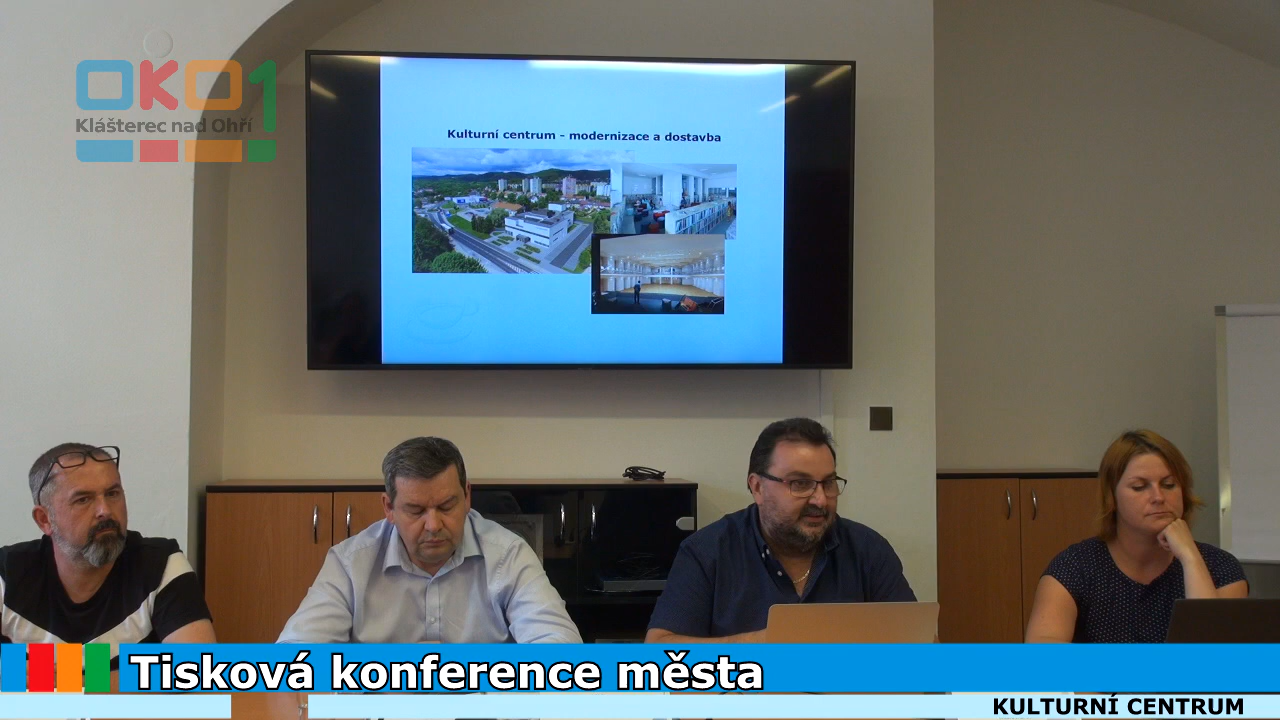 OKO1
Klášterec nad Ohří
Kulturní centrum - modernizace a dostavba
Tisková konference města
KULTURNÍ CENTRUM